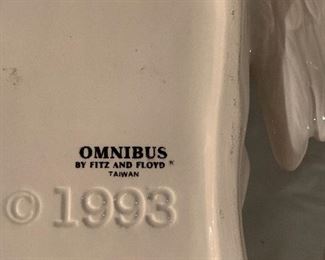 OMNIBUS
BY FITZ AND FLOYD
TAIWAN
© 1993